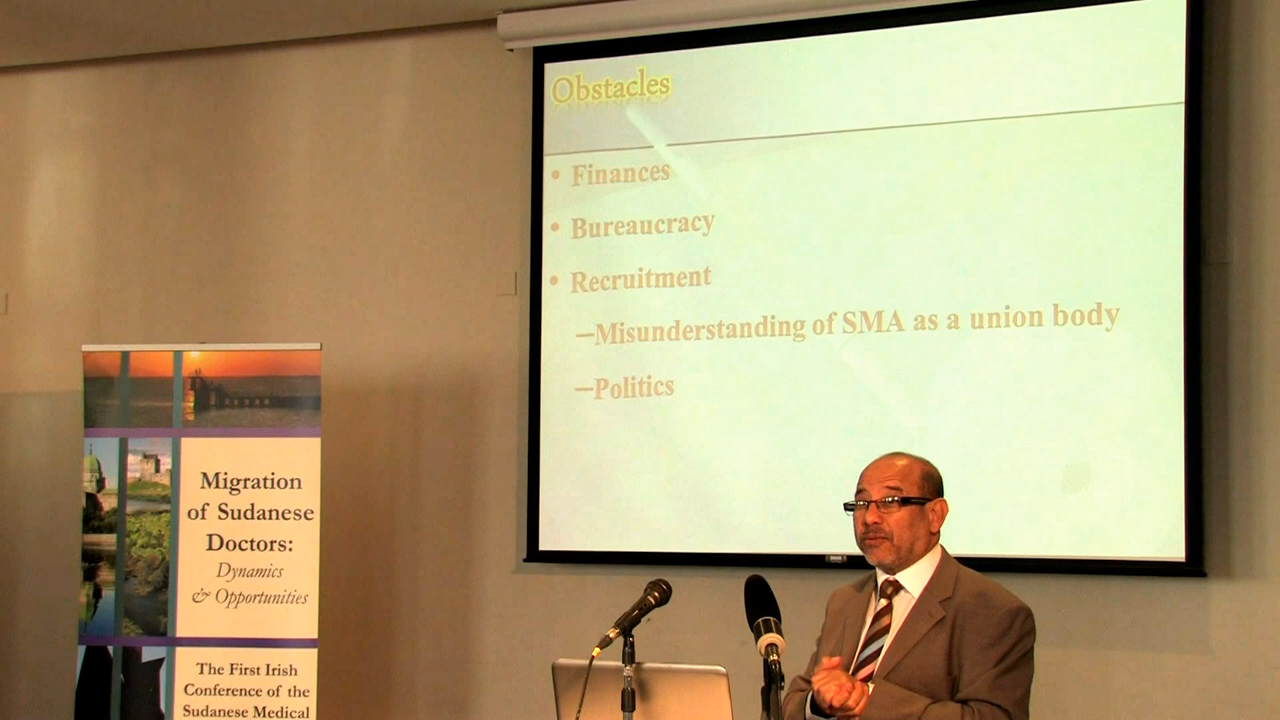 Obstacles
• Finances
• Bureaucracy
• Recruitment
–Misunderstanding of SMA as a union body
–Politics
Migration
of Sudanese
Doctors:
Dynamics
& Opportunities
The First Irish
Conference of the
Sudanese Medical